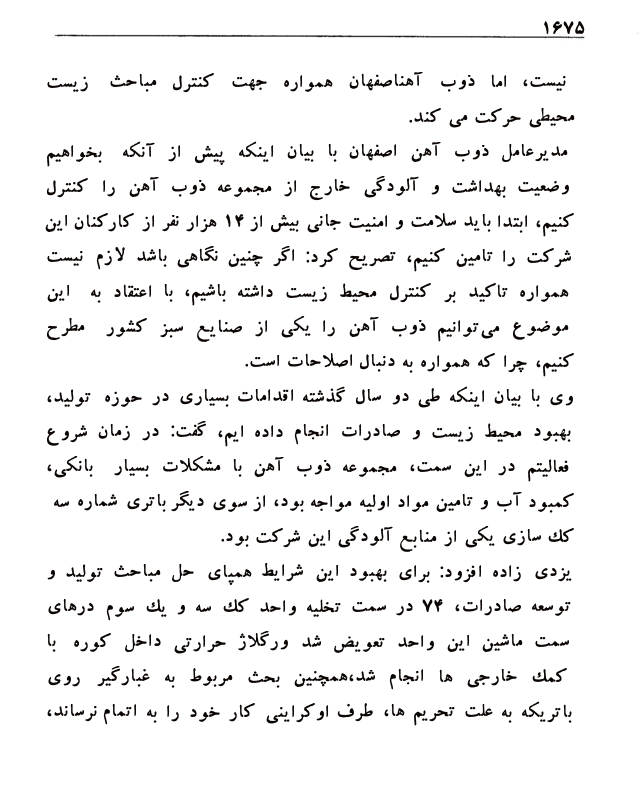 ۱۶۷۵
نیست، اما ذوب آهناصفهان همواره جهت کنترل مباحث زیست
محیطی حرکت می کند.
مدیرعامل ذوب آهن اصفهان با بیان اینکه پیش از آنکه بخواهیم
وضعیت بهداشت و آلودگی خارج از مجموعه ذوب آهن را کنترل
کنیم، ابتدا باید سلامت و امنیت جانی بیش از ۱۴ هزار نفر از کارکنان این
شرکت را تامین کنیم، تصریح کرد: اگر چنین نگاهی باشد لازم نیست
همواره تاکید بر کنترل محیط زیست داشته باشیم، با اعتقاد به این
موضوع می‌توانیم ذوب آهن را یکی از صنایع سبز کشور مطرح
کنیم، چرا که همواره به دنبال اصلاحات است.
وی با بیان اینکه طی دو سال گذشته اقدامات بسیاری در حوزه تولید،
بهبود محیط زیست و صادرات انجام داده ایم، گفت: در زمان شروع
فعالیتم در این سمت، مجموعه ذوب آهن با مشکلات بسیار بانکی،
کمبود آب و تامین مواد اولیه مواجه بود، از سوی دیگر باتری شماره سه
کك سازی یکی از منابع آلودگی این شرکت بود.
یزدی زاده افزود: برای بهبود این شرایط همپای حل مباحث تولید و
توسعه صادرات، ۷۴ در سمت تخلیه واحد کك سه و یك سوم درهای
سمت ماشین این واحد تعویض شد ورگلاژ حرارتی داخل کوره با
کمك خارجی ها انجام شد،همچنین بحث مربوط به غبارگیر روی
باتریکه به علت تحریم ها، طرف اوکراینی کار خود را به اتمام نرساند،